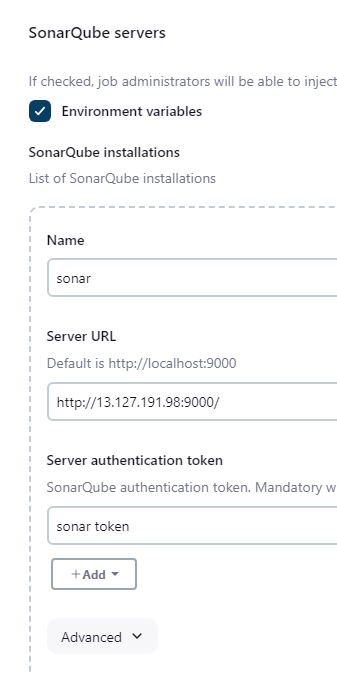 SonarQube servers
If checked, job administrators will be able to inject
Environment variables
SonarQube installations
List of SonarQube installations
Name
sonar
Server URL
Default is http://localhost:9000
http://13.127.191.98:9000/
Server authentication token
SonarQube authentication token. Mandatory w
sonar token
+Add
Advanced